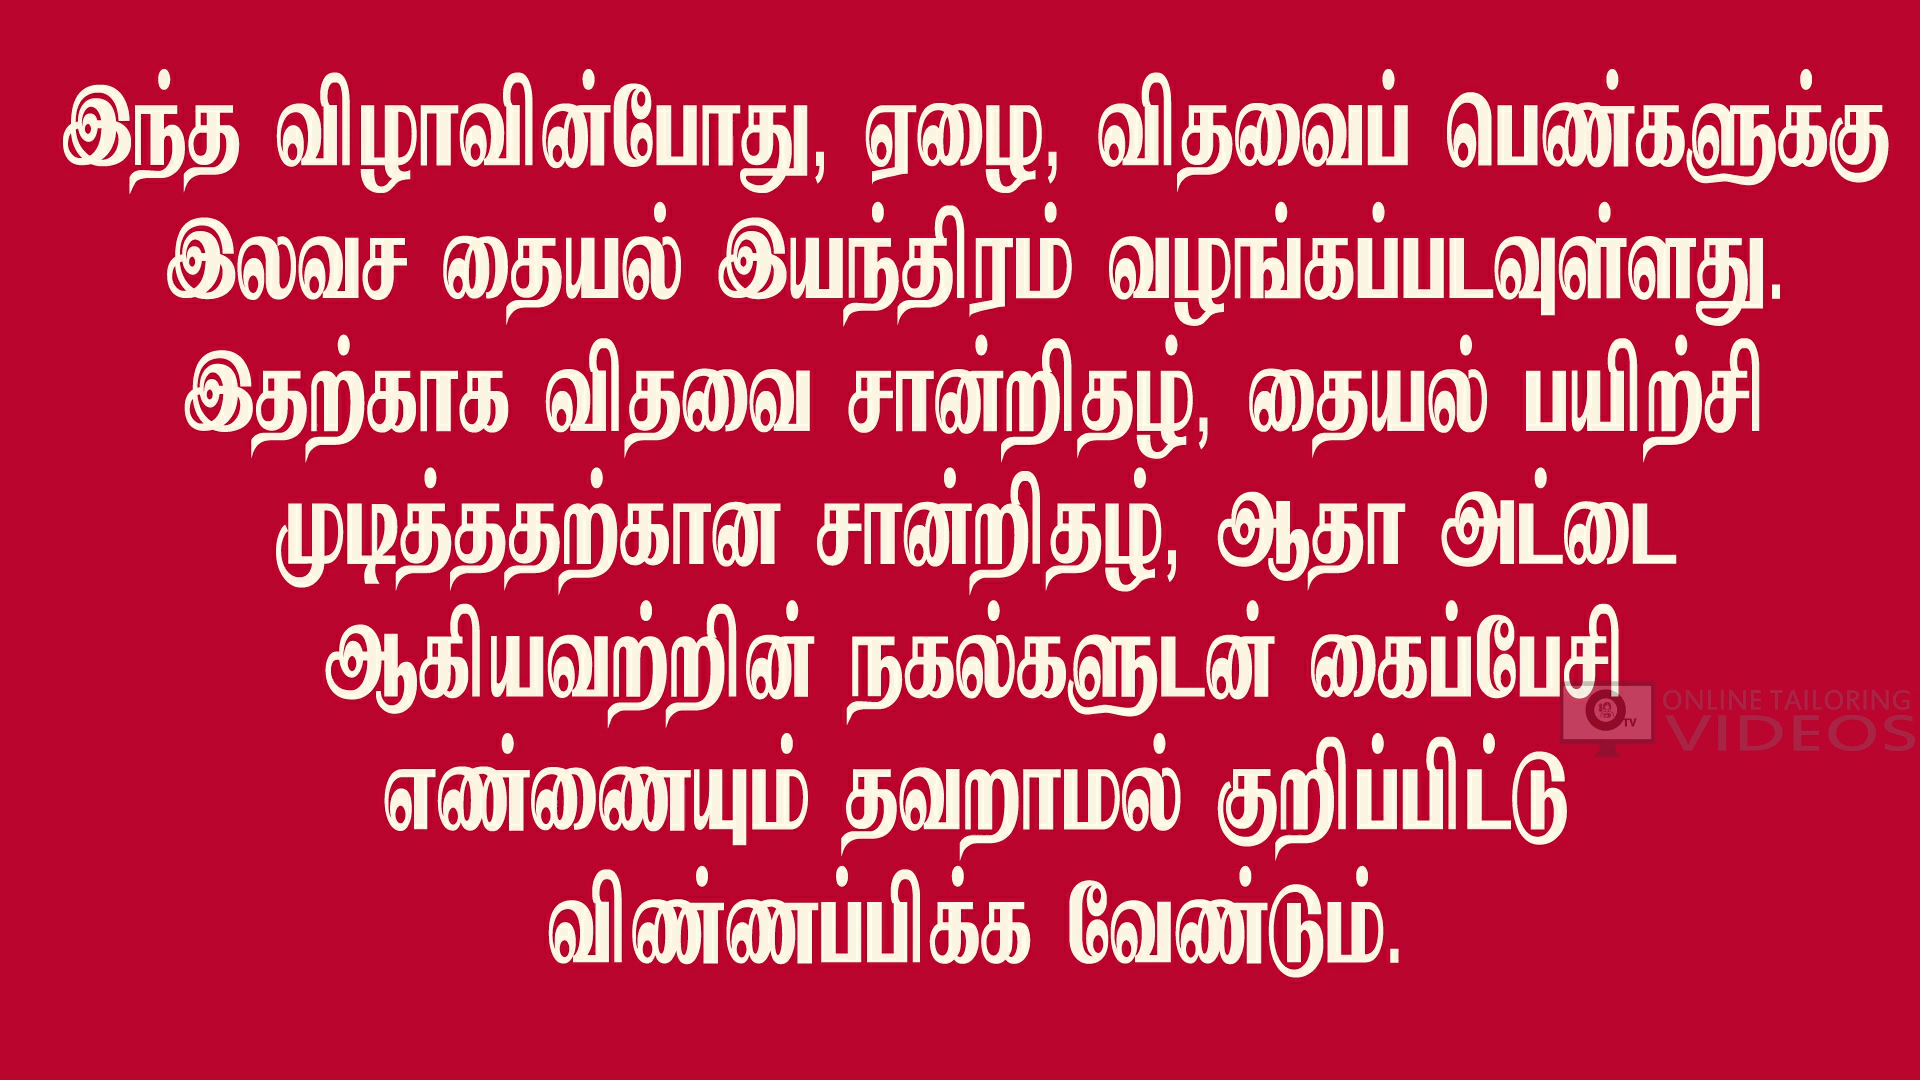 இந்த விழாவின்போது, ஏழை, விதவைப் பெண்களுக்கு
இலவச தையல் இயந்திரம் வழங்கப்படவுள்ளது.
இதற்காக விதவை சான்றிதழ், தையல் பயிற்சி
முடித்ததற்கான சான்றிதழ், ஆதா அட்டை
ஆகியவற்றின் நகல்களுடன் கைப்பேசி
எண்ணையும் தவறாமல் குறிப்பிட்டு
விண்ணப்பிக்க வேண்டும்.
ONLINE TAILORING
VIDEOS
TV